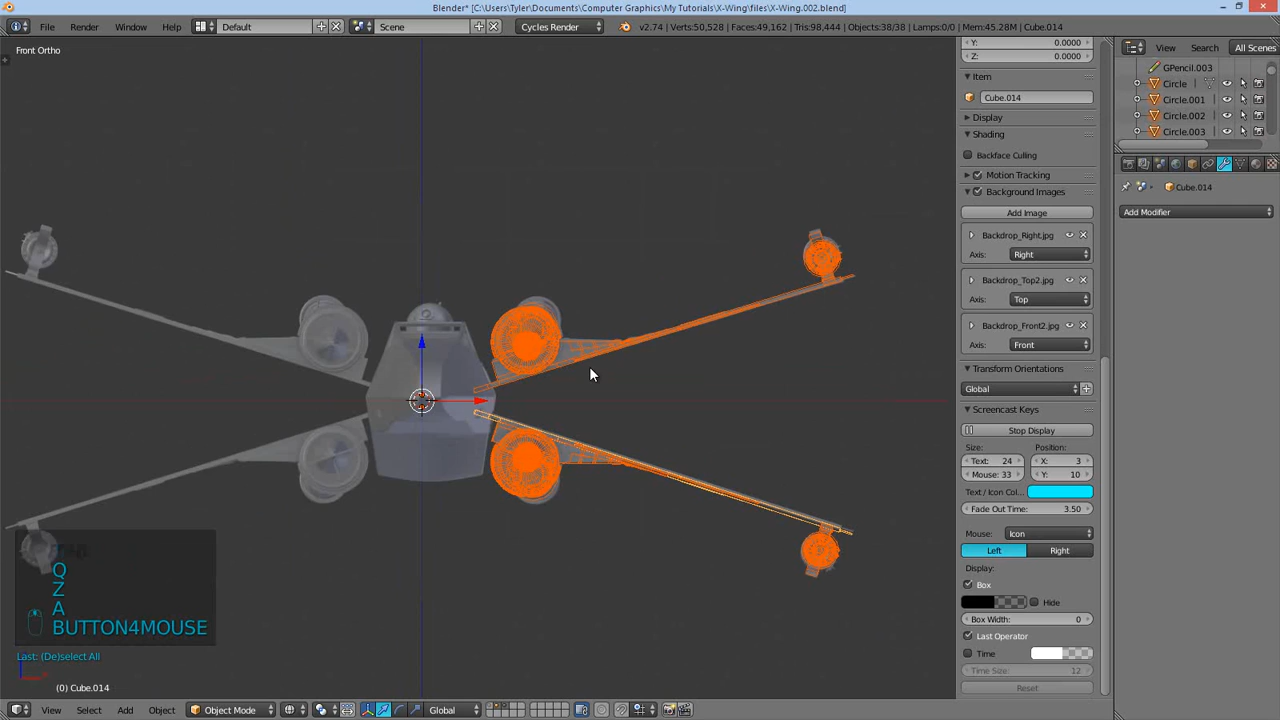 Blender* [C:\Users\Tyler\Documents\Computer Graphics\My Tutorials\X-Wing\files\X-Wing.002.blend]
File Render Window Help Default Scene Cycles Render v2.74 | Verts:50,528 | Faces:49,162 | Tris:98,444 | Objects:38/38 | Lamps:0/0 | Mem:45.28M | Cube.014
View Search All Scenes
Front Ortho
Y: 0.0000
Z: 0.0000
GPencil.003
Circle
Circle.001
Circle.002
Circle.003
Item
Cube.014
Display
Shading
Backface Culling
Motion Tracking
Background Images
Add Image
Backdrop_Right.jpg
Axis: Right
Backdrop_Top2.jpg
Axis: Top
Backdrop_Front2.jpg
Axis: Front
Transform Orientations
Global
Screencast Keys
Stop Display
Size: Position:
Text: 24 X: 3
Mouse: 33 Y: 10
Text / Icon Col...
Fade Out Time: 3.50
Mouse: Icon
Left Right
Display:
Box
Hide
Box Width: 0
Last Operator
Time
Time Size: 12
Reset
Cube.014
Add Modifier
Q
Z
A
BUTTON4MOUSE
Last: (De)select All
(0) Cube.014
View Select Add Object Object Mode Global